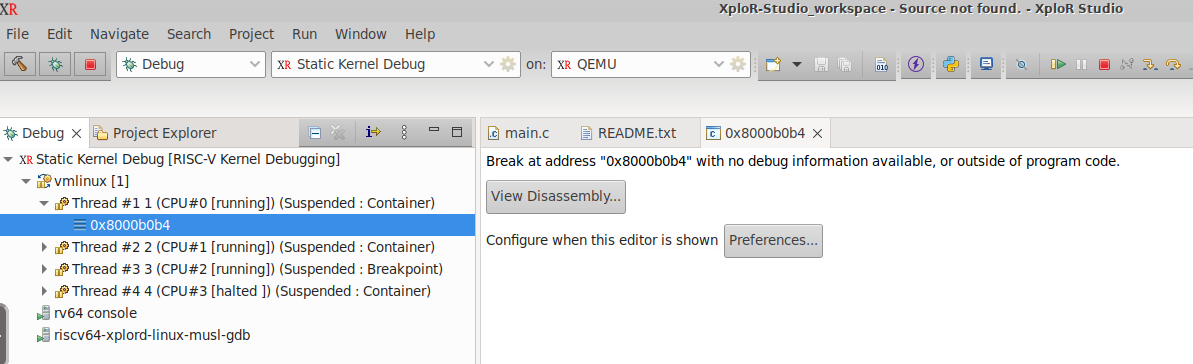 XR XploR-Studio_workspace - Source not found. - XploR Studio
File Edit Navigate Search Project Run Window Help
Debug Static Kernel Debug on: XR QEMU
XR
010
Debug Project Explorer
main.c README.txt 0x8000b0b4
XR Static Kernel Debug [RISC-V Kernel Debugging]
vmlinux [1]
Thread #1 1 (CPU#0 [running]) (Suspended : Container)
0x8000b0b4
Thread #2 2 (CPU#1 [running]) (Suspended : Container)
Thread #3 3 (CPU#2 [running]) (Suspended : Breakpoint)
Thread #4 4 (CPU#3 [halted ]) (Suspended : Container)
rv64 console
riscv64-xplord-linux-musl-gdb
Break at address "0x8000b0b4" with no debug information available, or outside of program code.
View Disassembly...
Configure when this editor is shown Preferences...